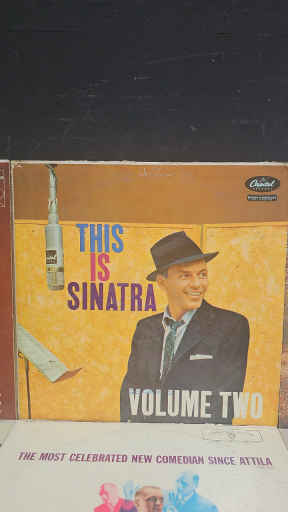 Capitol
THIS
IS
SINATRA
VOLUME TWO
THE MOST CELEBRATED NEW COMEDIAN SINCE ATTILA